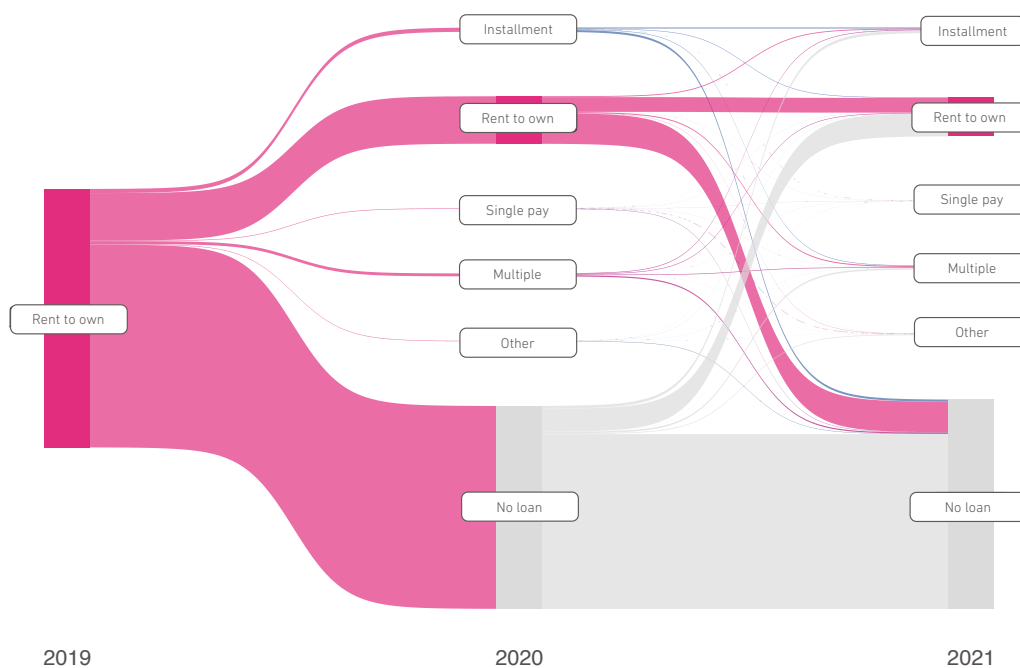 Rent to own
Installment
Rent to own
Single pay
Multiple
Other
No loan
Installment
Rent to own
Single pay
Multiple
Other
No loan
2019
2020
2021